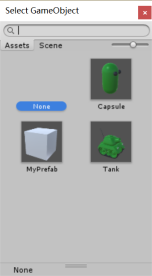 Select GameObject
Assets Scene
None
Capsule
MyPrefab
Tank
None